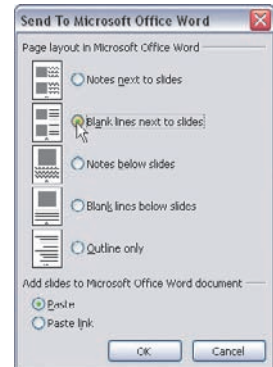 Send To Microsoft Office Word
Page layout in Microsoft Office Word
Notes next to slides
Blank lines next to slides
Notes below slides
Blank lines below slides
Outline only
Add slides to Microsoft Office Word document
Paste
Paste link
OK
Cancel